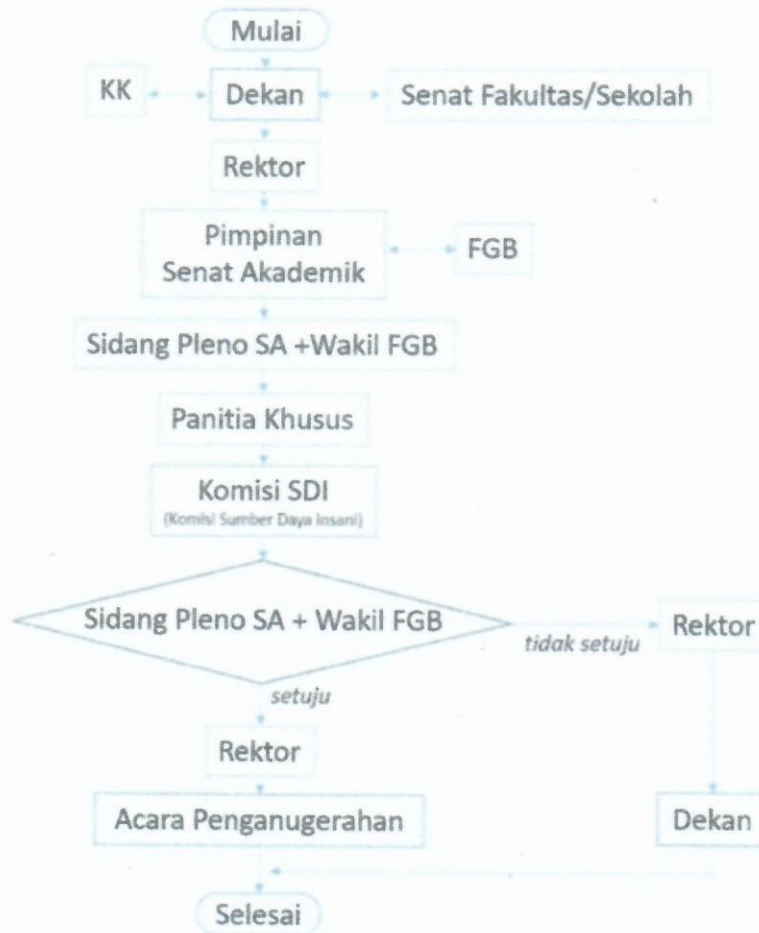 Mulai
KK
Dekan
Senat Fakultas/Sekolah
Rektor
Pimpinan
Senat Akademik
FGB
Sidang Pleno SA +Wakil FGB
Panitia Khusus
Komisi SDI
(Komisi Sumber Daya Insani)
Sidang Pleno SA + Wakil FGB
tidak setuju
Rektor
setuju
Rektor
Acara Penganugerahan
Dekan
Selesai